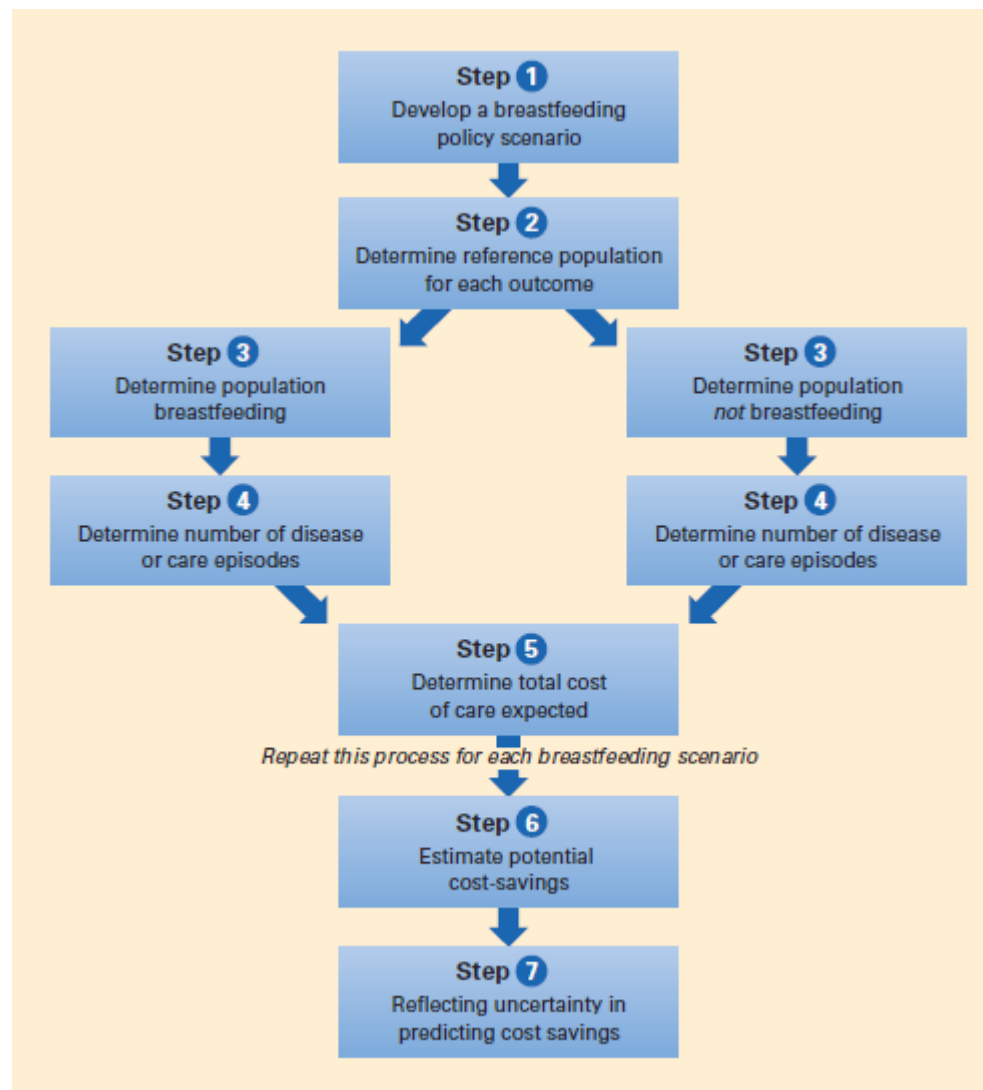 Step 1
Develop a breastfeeding
policy scenario
Step 2
Determine reference population
for each outcome
Step 3
Determine population
breastfeeding
Step 3
Determine population
not breastfeeding
Step 4
Determine number of disease
or care episodes
Step 4
Determine number of disease
or care episodes
Step 5
Determine total cost
of care expected
Repeat this process for each breastfeeding scenario
Step 6
Estimate potential
cost-savings
Step 7
Reflecting uncertainty in
predicting cost savings